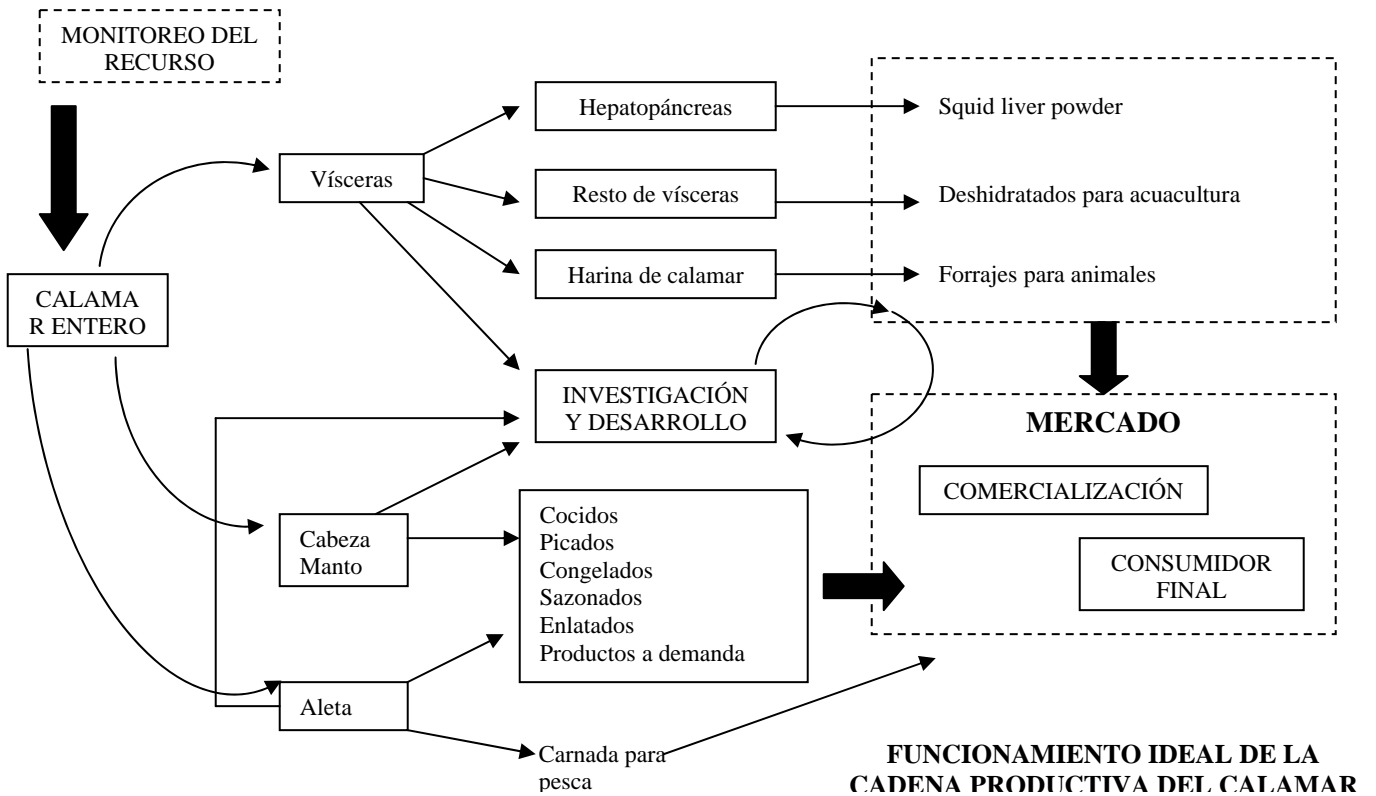 MONITOREO DEL
RECURSO
Hepatopáncreas
Squid liver powder
Vísceras
Resto de vísceras
Deshidratados para acuacultura
Harina de calamar
Forrajes para animales
CALAMA
R ENTERO
INVESTIGACIÓN
Y DESARROLLO
MERCADO
COMERCIALIZACIÓN
CONSUMIDOR
FINAL
Cabeza
Manto
Cocidos
Picados
Congelados
Sazonados
Enlatados
Productos a demanda
Aleta
Carnada para
pesca
FUNCIONAMIENTO IDEAL DE LA
CADENA PRODUCTIVA DEL CALAMAR